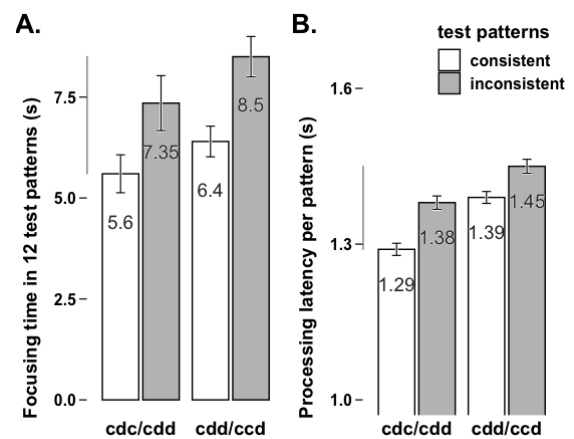 A.
Focusing time in 12 test patterns (s)
7.5
5.0
2.5
0.0
5.6
7.35
6.4
8.5
cdc/cdd
cdd/ccd
B.
test patterns
consistent
inconsistent
Processing latency per pattern (s)
1.6
1.3
1.0
1.29
1.38
1.39
1.45
cdc/cdd
cdd/ccd